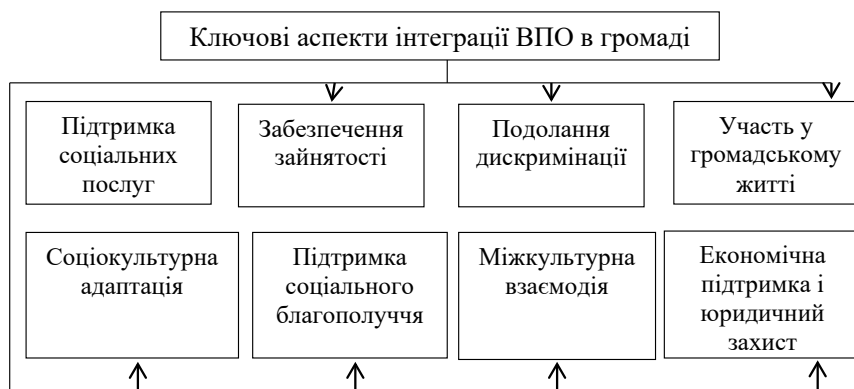 Ключові аспекти інтеграції ВПО в громаді
Підтримка
соціальних
послуг
Забезпечення
зайнятості
Подолання
дискримінації
Участь у
громадському
житті
Соціокультурна
адаптація
Підтримка
соціального
благополуччя
Міжкультурна
взаємодія
Економічна
підтримка і
юридичний
захист